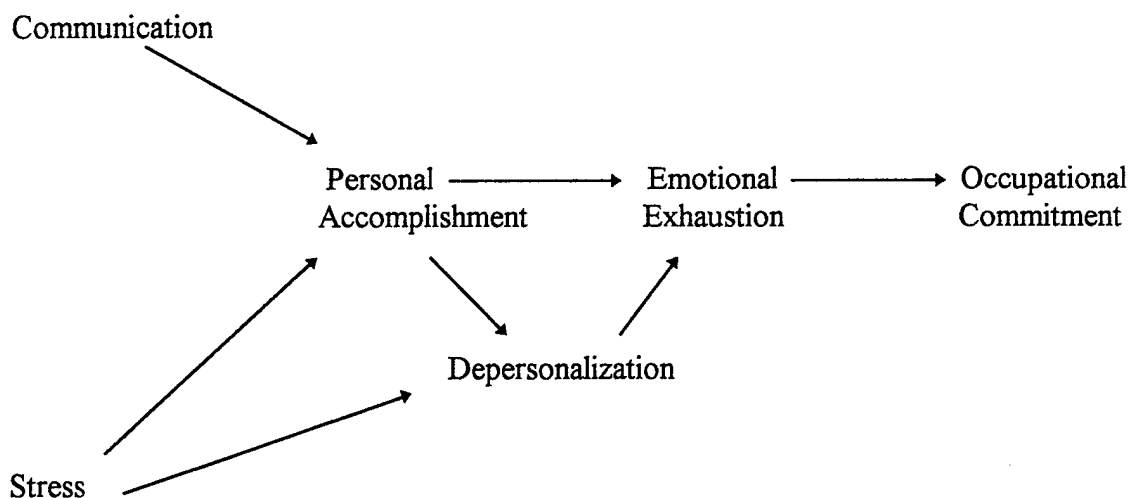 Communication
Personal
Accomplishment
Emotional
Exhaustion
Occupational
Commitment
Depersonalization
Stress